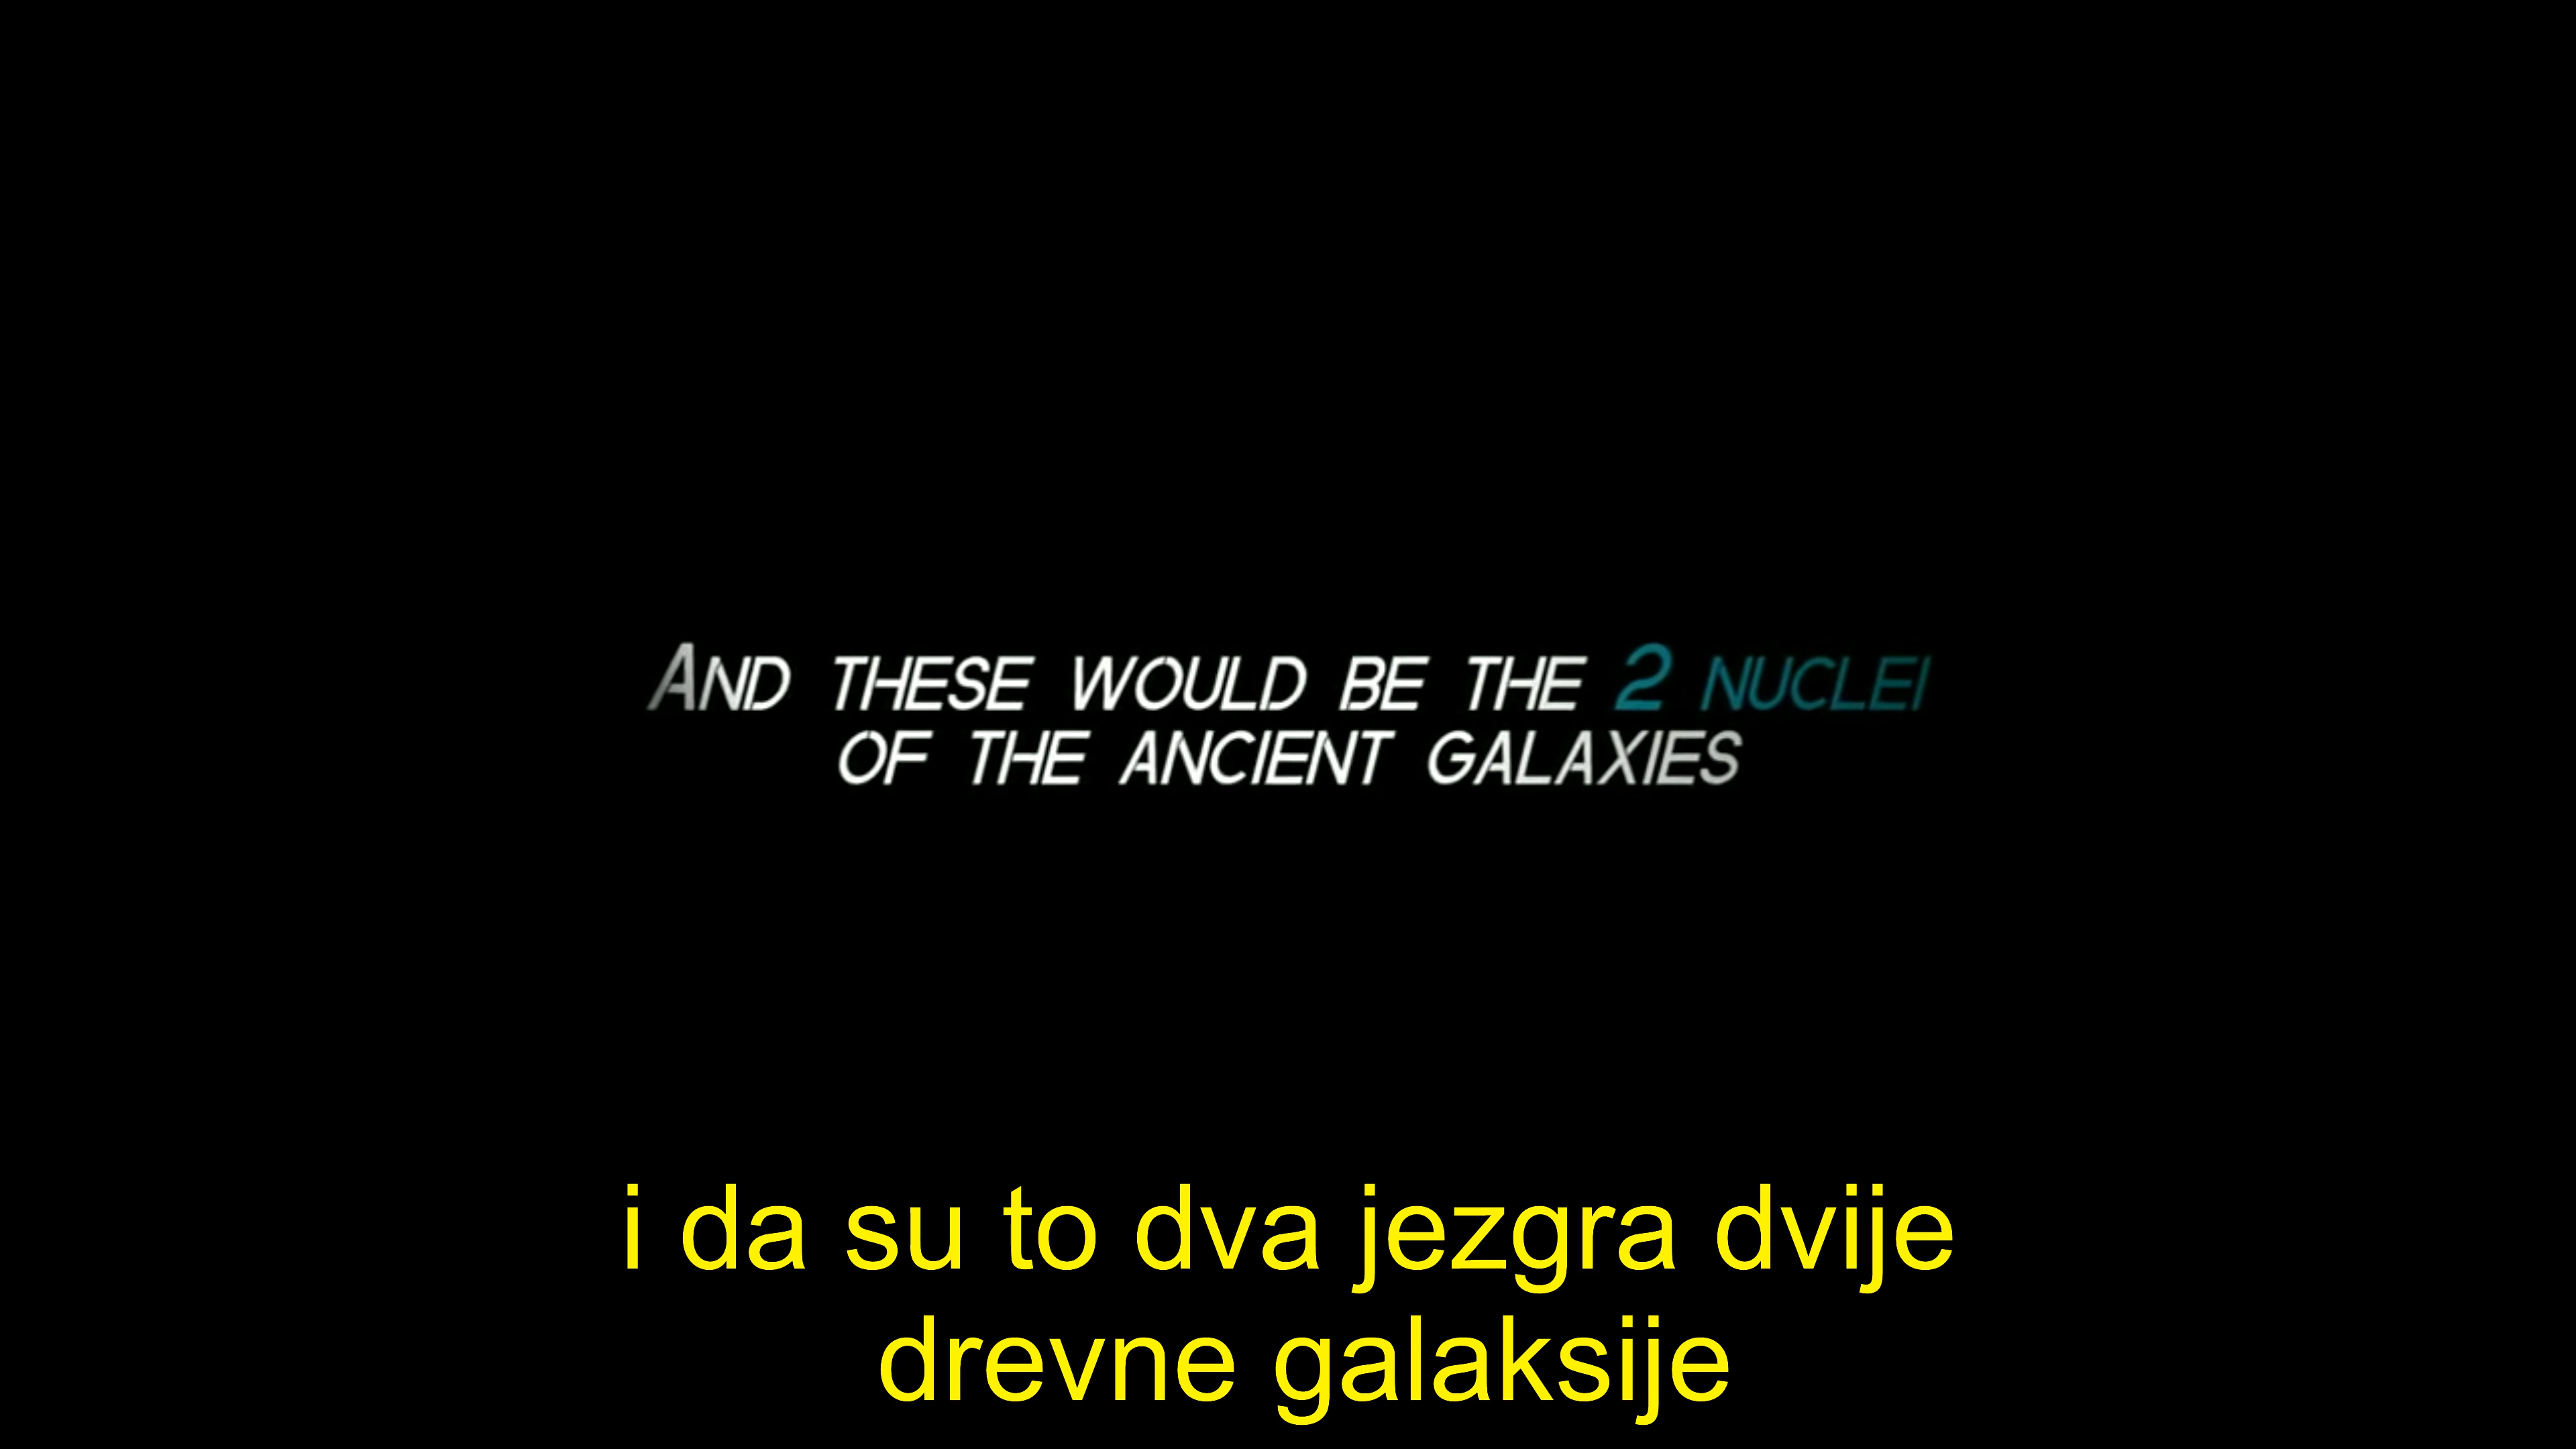 And these would be the 2 nuclei
of the ancient galaxies
i da su to dva jezgra dvije
drevne galaksije